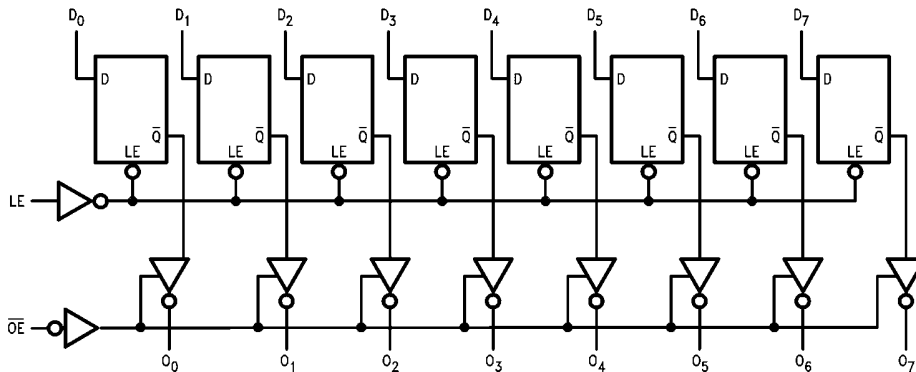 D₀ D₁ D₂ D₃ D₄ D₅ D₆ D₇
D D D D D D D D
Q̅ Q̅ Q̅ Q̅ Q̅ Q̅ Q̅ Q̅
LE LE LE LE LE LE LE LE
LE
O̅E̅
O₀ O₁ O₂ O₃ O₄ O₅ O₆ O₇